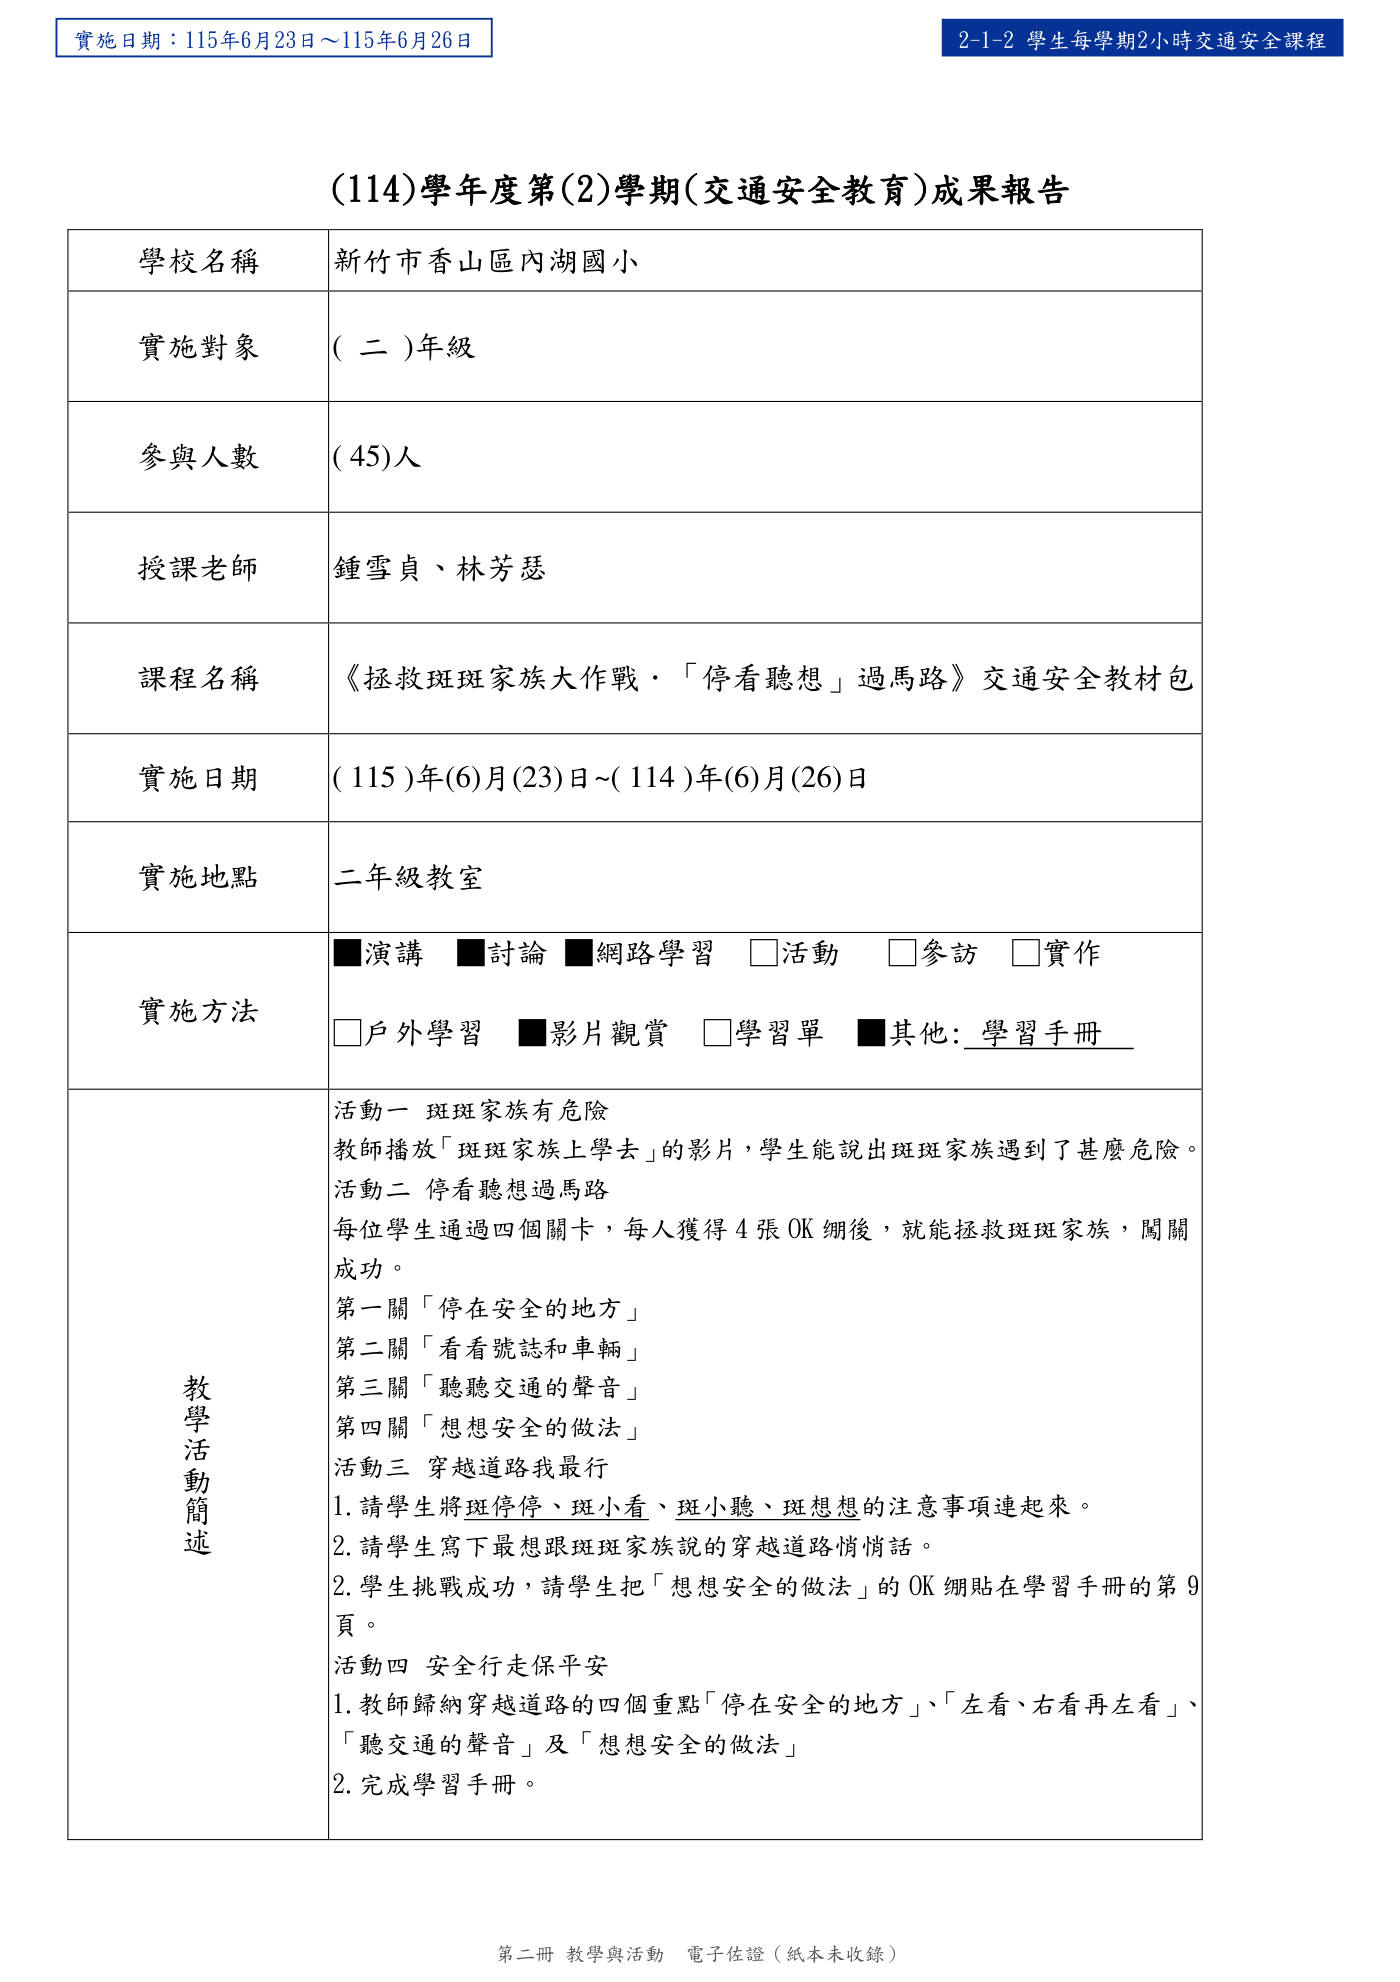 實施日期：115年6月23日～115年6月26日
2-1-2 學生每學期2小時交通安全課程
(114)學年度第(2)學期(交通安全教育)成果報告
學校名稱 新竹市香山區內湖國小
實施對象 ( 二 )年級
參與人數 ( 45)人
授課老師 鍾雪貞、林芳瑟
課程名稱 《拯救斑斑家族大作戰．「停看聽想」過馬路》交通安全教材包
實施日期 ( 115 )年(6)月(23)日~( 114 )年(6)月(26)日
實施地點 二年級教室
實施方法
■演講 ■討論 ■網路學習 □活動 □參訪 □實作
□戶外學習 ■影片觀賞 □學習單 ■其他: 學習手冊
教學活動簡述
活動一 斑斑家族有危險
教師播放「斑斑家族上學去」的影片，學生能說出斑斑家族遇到了甚麼危險。
活動二 停看聽想過馬路
每位學生通過四個關卡，每人獲得 4 張 OK 綳後，就能拯救斑斑家族，闖關
成功。
第一關「停在安全的地方」
第二關「看看號誌和車輛」
第三關「聽聽交通的聲音」
第四關「想想安全的做法」
活動三 穿越道路我最行
1.請學生將斑停停、斑小看、斑小聽、斑想想的注意事項連起來。
2.請學生寫下最想跟斑斑家族說的穿越道路悄悄話。
2.學生挑戰成功，請學生把「想想安全的做法」的 OK 綳貼在學習手冊的第 9
頁。
活動四 安全行走保平安
1.教師歸納穿越道路的四個重點「停在安全的地方」、「左看、右看再左看」、
「聽交通的聲音」及「想想安全的做法」
2.完成學習手冊。
第二冊 教學與活動 電子佐證（紙本未收錄）